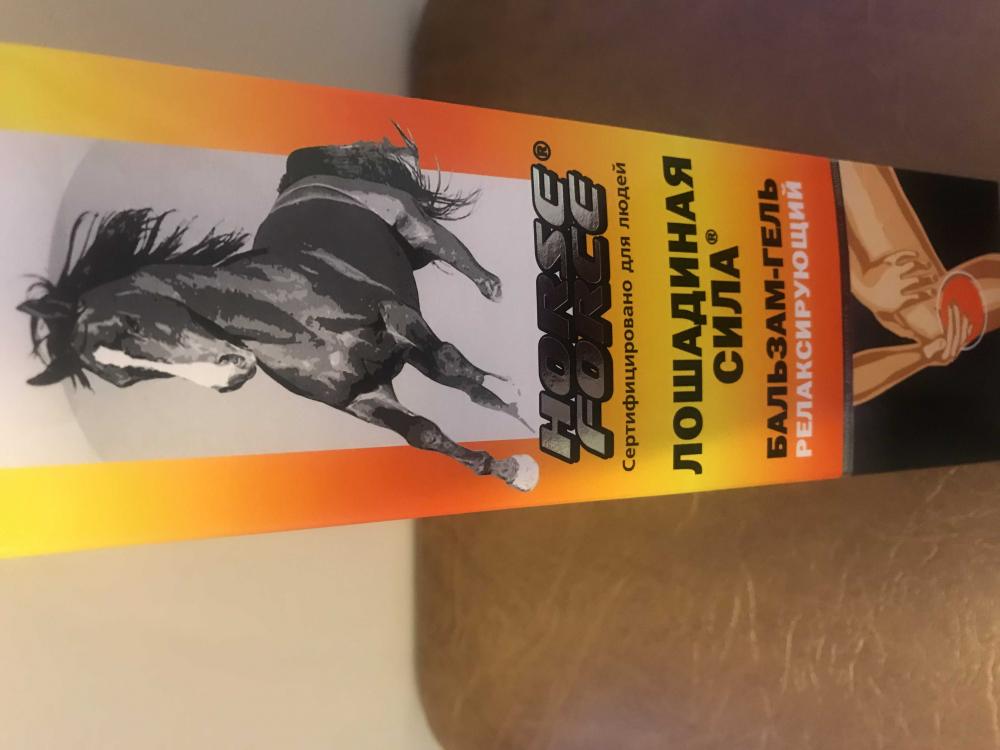 HORSE®
FORCE
Сертифицировано для людей
ЛОШАДИНАЯ
СИЛА®
БАЛЬЗАМ-ГЕЛЬ
РЕЛАКСИРУЮЩИЙ